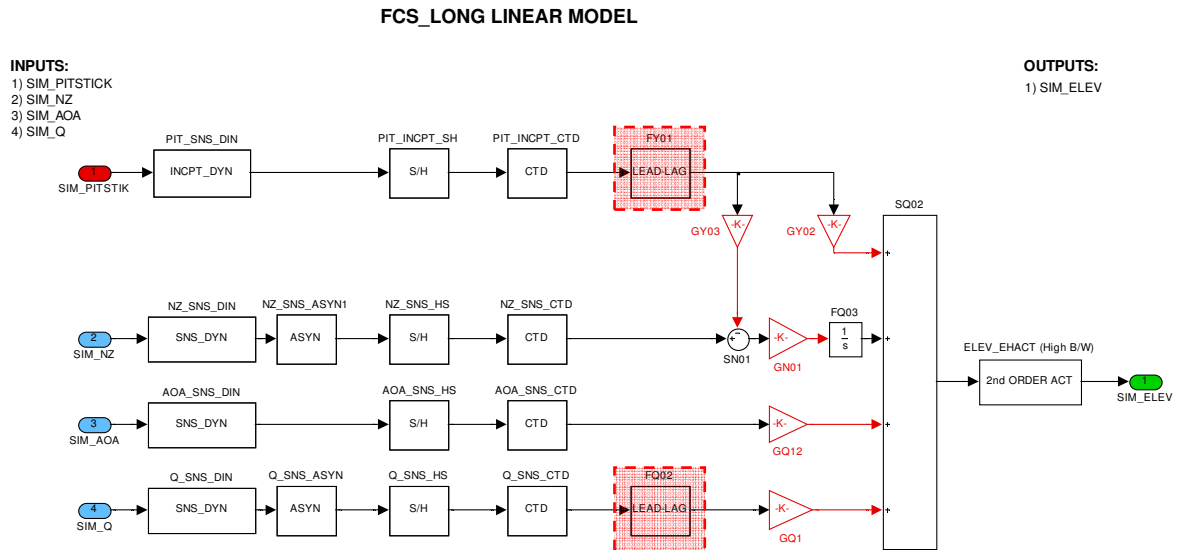 FCS_LONG LINEAR MODEL
INPUTS:
1) SIM_PITSTICK
2) SIM_NZ
3) SIM_AOA
4) SIM_Q
OUTPUTS:
1) SIM_ELEV
PIT_SNS_DIN
PIT_INCPT_SH
PIT_INCPT_CTD
FY01
1
INCPT_DYN
S/H
CTD
LEAD-LAG
SIM_PITSTIK
SQ02
-K-
GY03
-K-
GY02
+
NZ_SNS_DIN
NZ_SNS_ASYN1
NZ_SNS_HS
NZ_SNS_CTD
FQ03
2
SNS_DYN
ASYN
S/H
CTD
+
-
-K-
1
s
+
SIM_NZ
SN01
GN01
ELEV_EHACT (High B/W)
2nd ORDER ACT
1
SIM_ELEV
AOA_SNS_DIN
AOA_SNS_HS
AOA_SNS_CTD
3
SNS_DYN
S/H
CTD
-K-
+
SIM_AOA
GQ12
Q_SNS_DIN
Q_SNS_ASYN
Q_SNS_HS
Q_SNS_CTD
FQ02
4
SNS_DYN
ASYN
S/H
CTD
LEAD-LAG
-K-
+
SIM_Q
GQ1